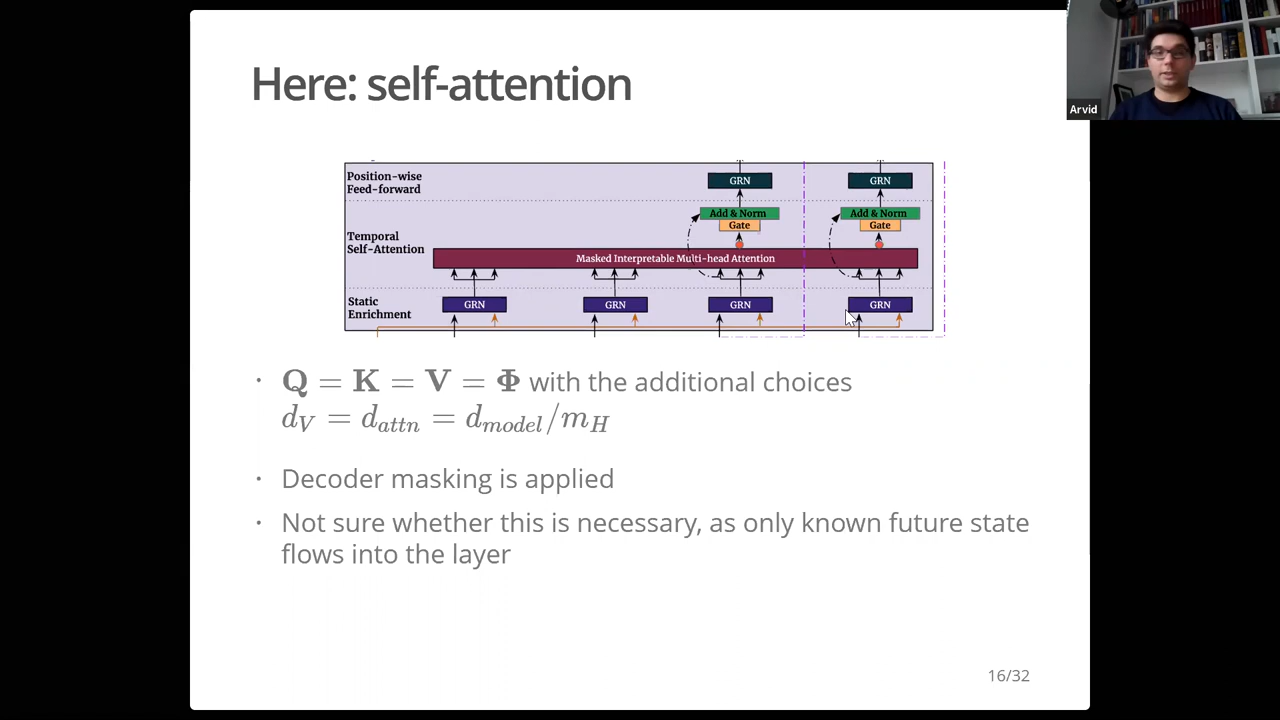 Here: self-attention
Arvid
Position-wise
Feed-forward
GRN GRN
Add & Norm Add & Norm
Gate Gate
Temporal
Self-Attention
Masked Interpretable Multi-head Attention
Static
Enrichment
GRN GRN GRN GRN
• Q = K = V = Φ with the additional choices
d_V = d_attn = d_model/m_H
• Decoder masking is applied
• Not sure whether this is necessary, as only known future state
flows into the layer
16/32